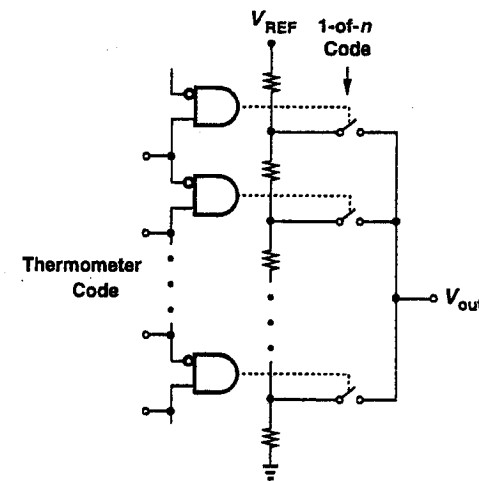 V_REF
1-of-n
Code
Thermometer
Code
V_out